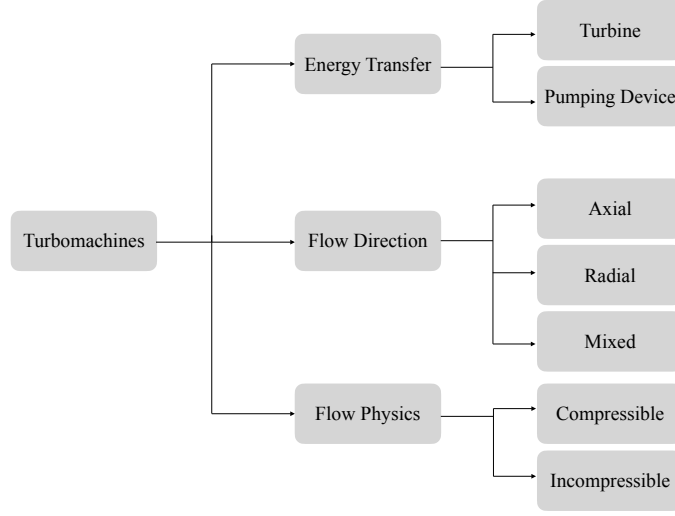 Turbomachines
Energy Transfer
Turbine
Pumping Device
Flow Direction
Axial
Radial
Mixed
Flow Physics
Compressible
Incompressible